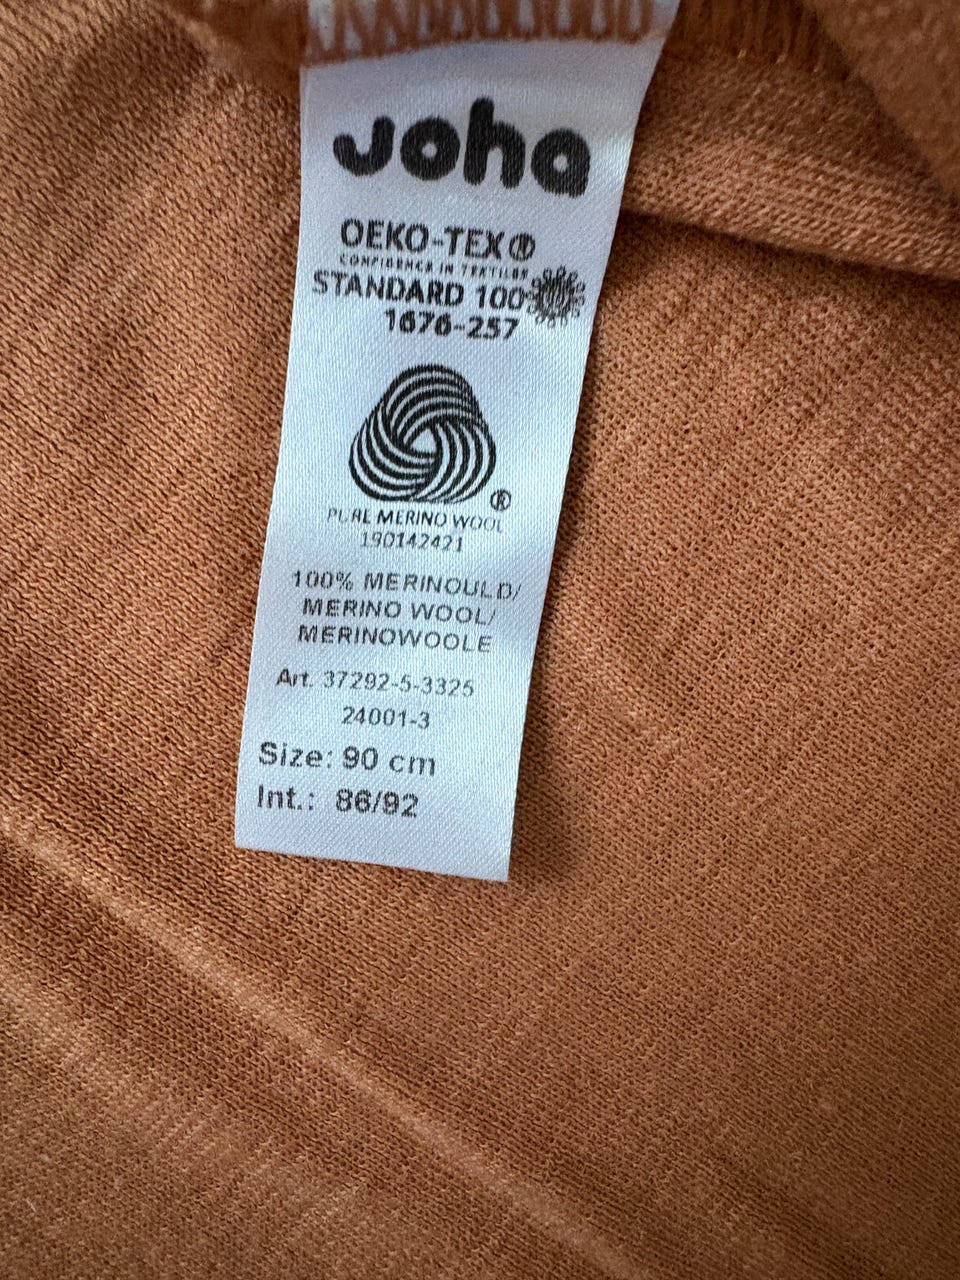 joha
OEKO-TEX®
CONFIDENCE IN TEXTILES
STANDARD 100
1676-257
®
PURE MERINO WOOL
190142421
100% MERINOULD/
MERINO WOOL/
MERINOWOOLE
Art. 37292-5-3325
24001-3
Size: 90 cm
Int.: 86/92